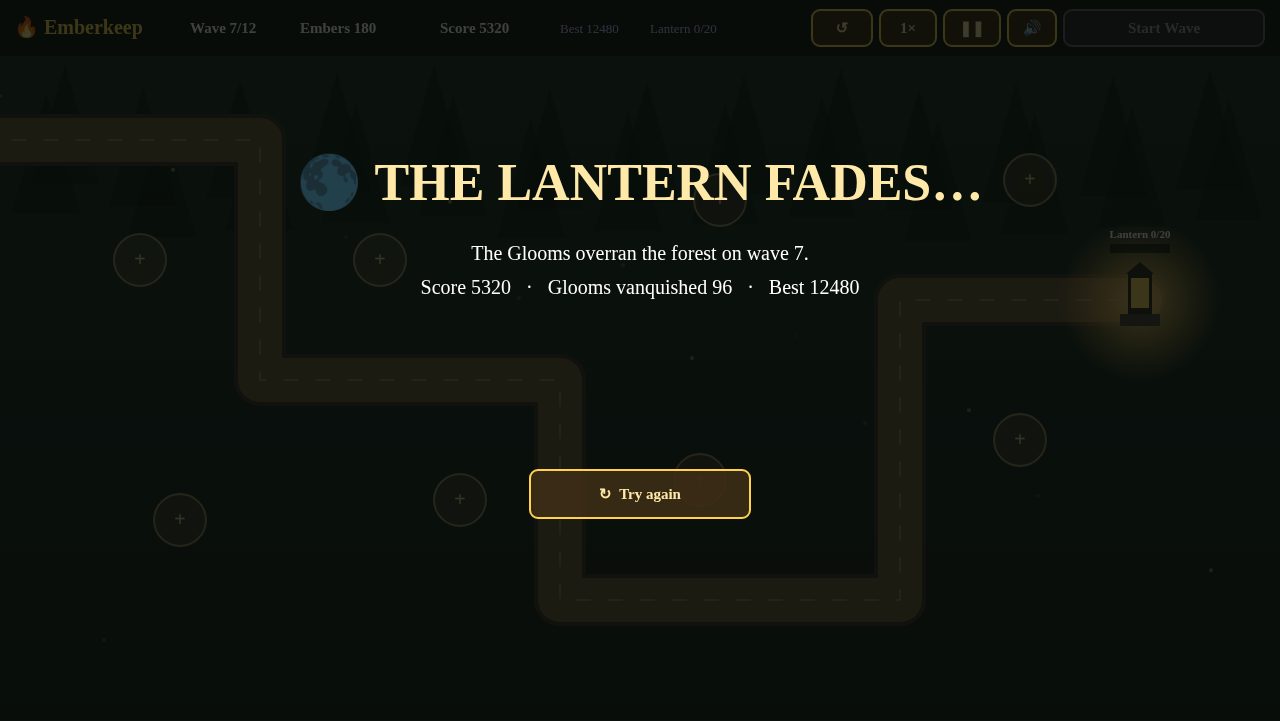 🔥 Emberkeep Wave 7/12 Embers 180 Score 5320 Best 12480 Lantern 0/20 ↺ 1× ❚❚ 🔊 Start Wave
🌑 THE LANTERN FADES…
Lantern 0/20
The Glooms overran the forest on wave 7.
Score 5320 · Glooms vanquished 96 · Best 12480
↻ Try again